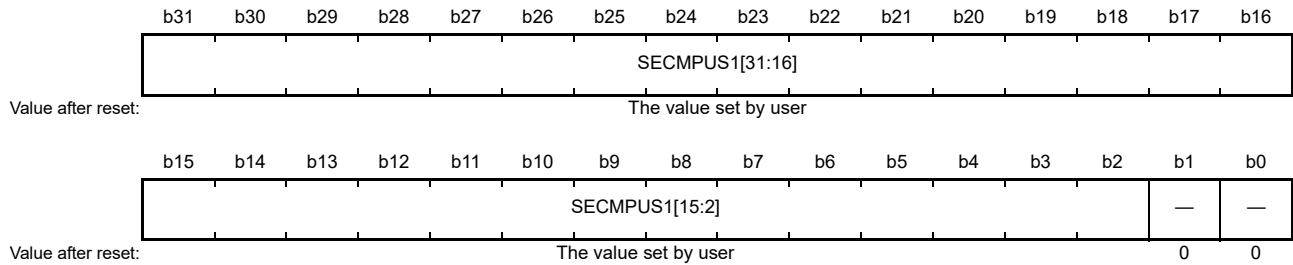 b31 b30 b29 b28 b27 b26 b25 b24 b23 b22 b21 b20 b19 b18 b17 b16
SECMPUS1[31:16]
Value after reset: The value set by user
b15 b14 b13 b12 b11 b10 b9 b8 b7 b6 b5 b4 b3 b2 b1 b0
SECMPUS1[15:2] — —
Value after reset: The value set by user 0 0